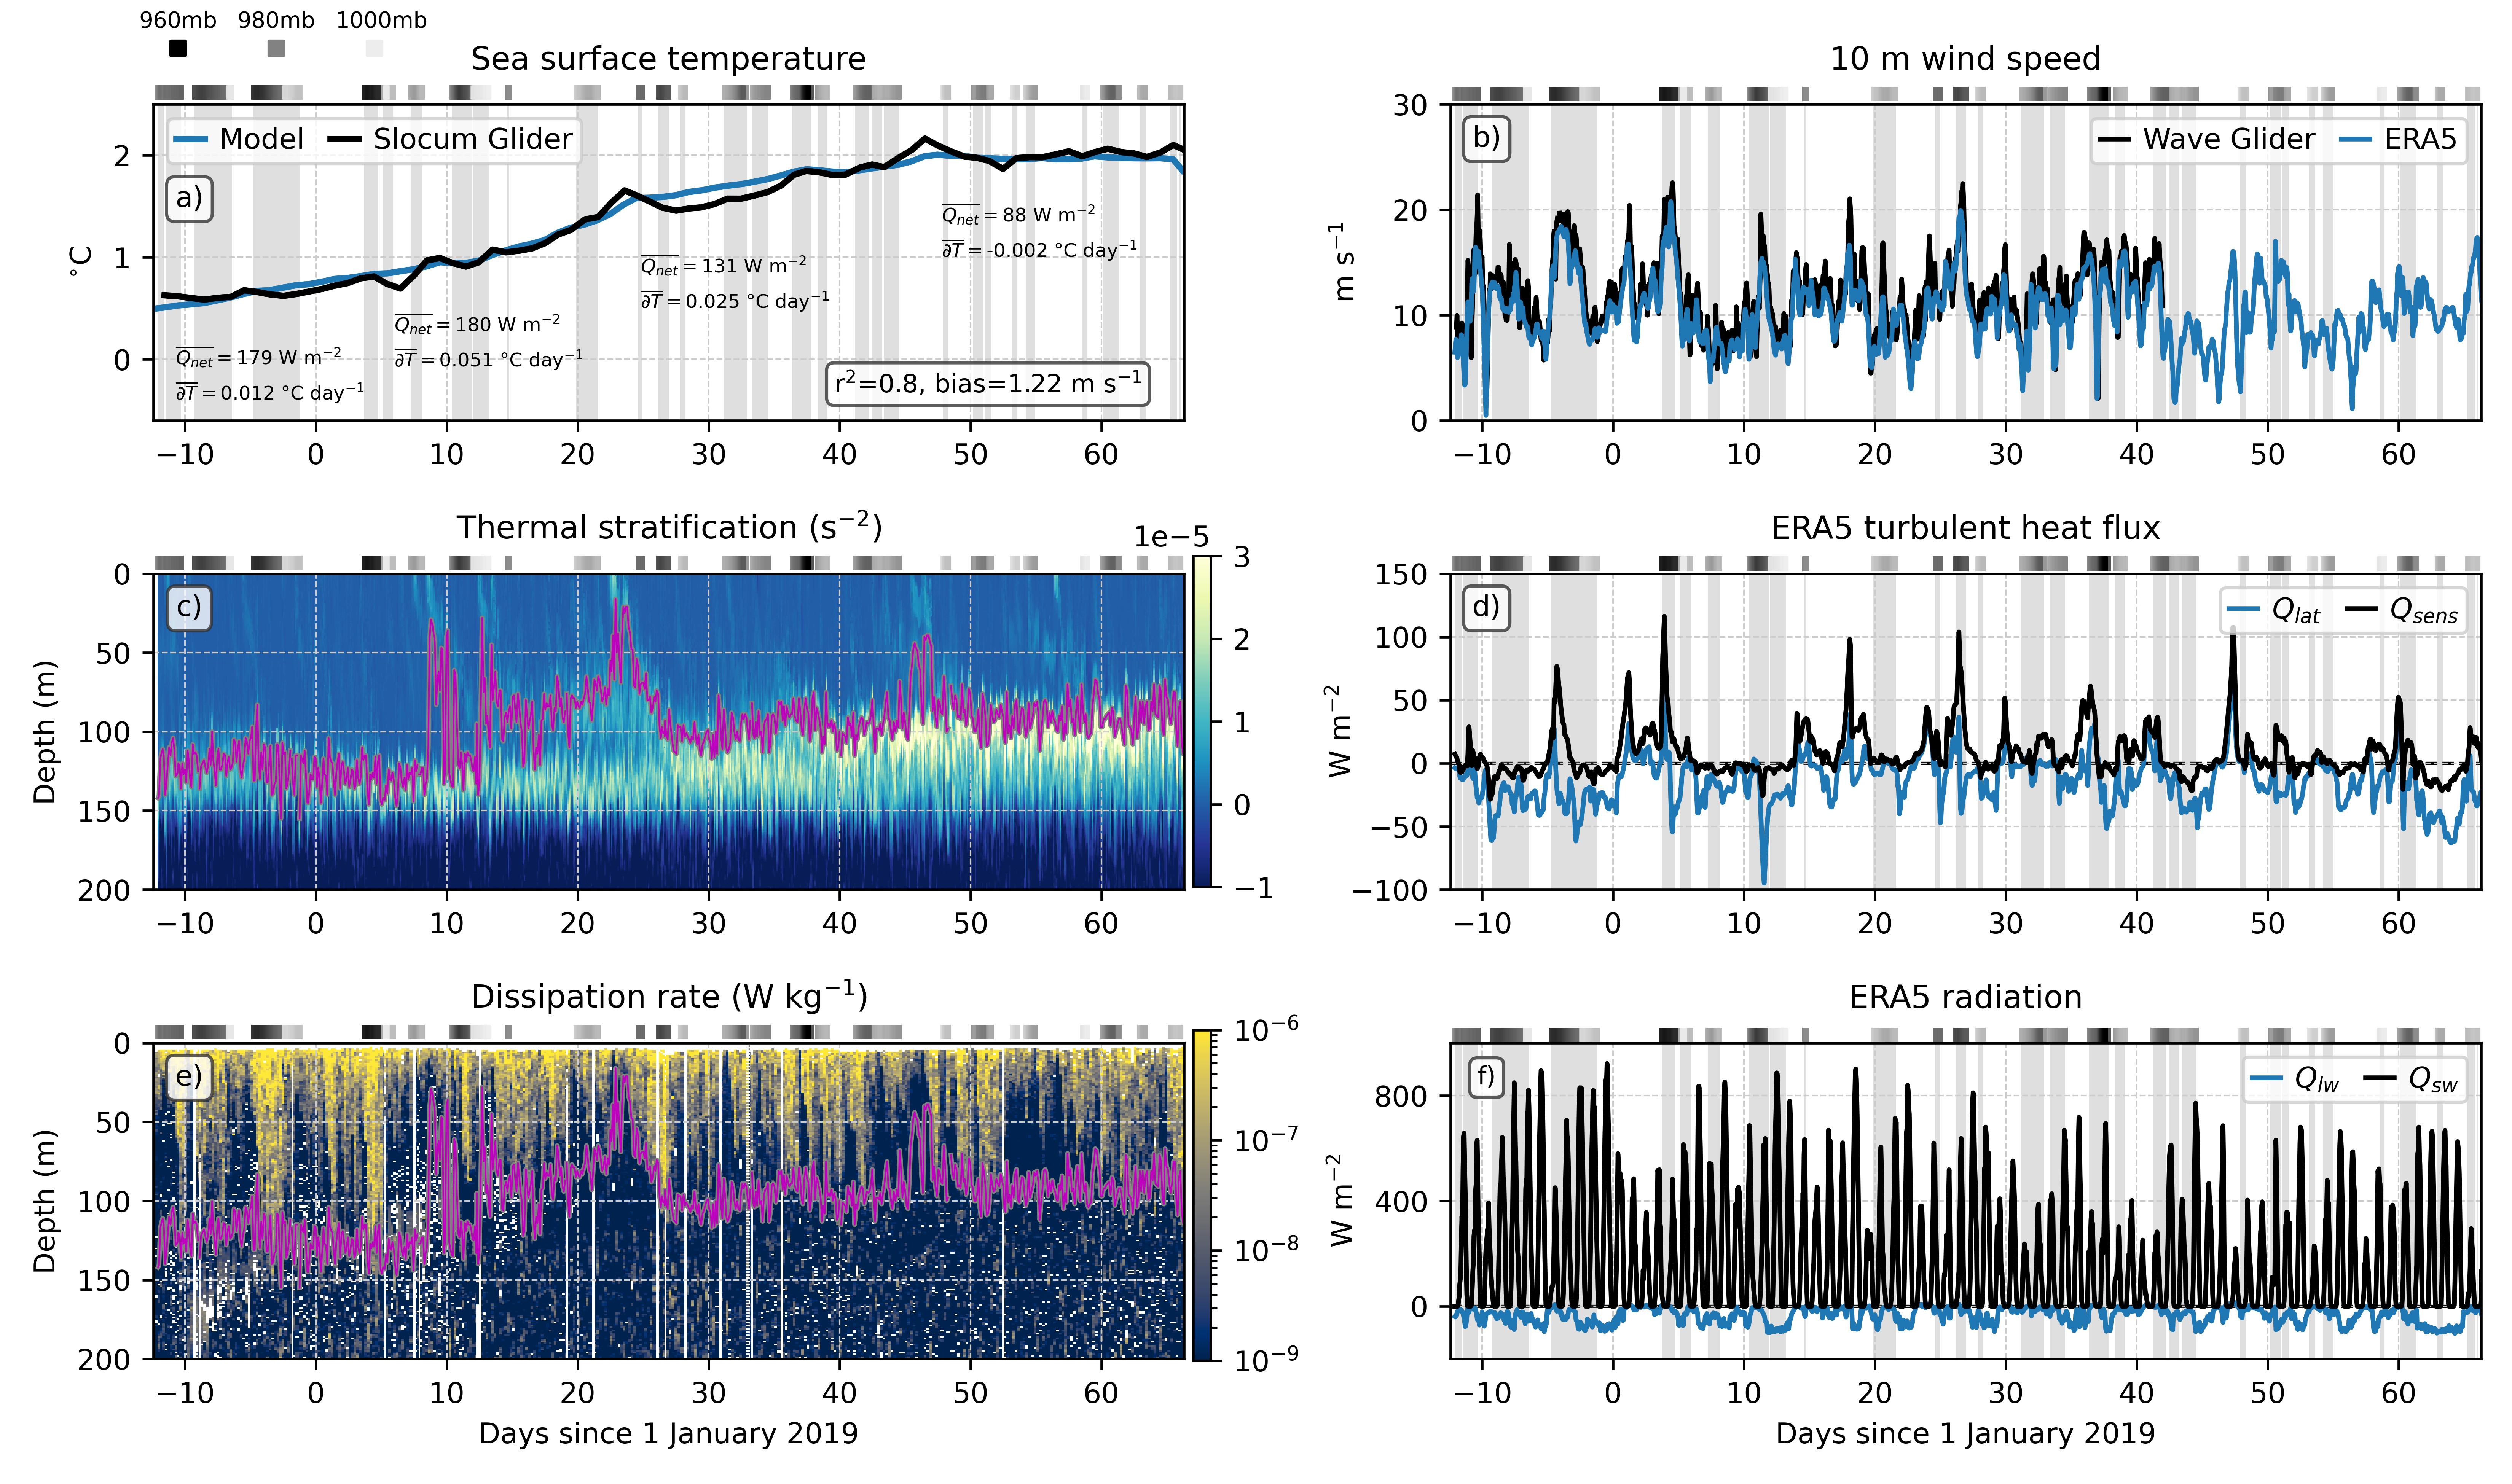 960mb 980mb 1000mb
Sea surface temperature
Model Slocum Glider
a)
°C
2
1
0
Q_net = 88 W m⁻²
∂T = -0.002 °C day⁻¹
Q_net = 131 W m⁻²
∂T = 0.025 °C day⁻¹
Q_net = 180 W m⁻²
∂T = 0.051 °C day⁻¹
Q_net = 179 W m⁻²
∂T = 0.012 °C day⁻¹
r²=0.8, bias=1.22 m s⁻¹
−10 0 10 20 30 40 50 60
10 m wind speed
b)
Wave Glider ERA5
m s⁻¹
30
20
10
0
−10 0 10 20 30 40 50 60
Thermal stratification (s⁻²)
1e−5
c)
Depth (m)
0
50
100
150
200
3
2
1
0
−1
−10 0 10 20 30 40 50 60
ERA5 turbulent heat flux
d)
Q_lat Q_sens
W m⁻²
150
100
50
0
−50
−100
−10 0 10 20 30 40 50 60
Dissipation rate (W kg⁻¹)
e)
Depth (m)
0
50
100
150
200
10⁻⁶
10⁻⁷
10⁻⁸
10⁻⁹
−10 0 10 20 30 40 50 60
Days since 1 January 2019
ERA5 radiation
f)
Q_lw Q_sw
W m⁻²
800
400
0
−10 0 10 20 30 40 50 60
Days since 1 January 2019